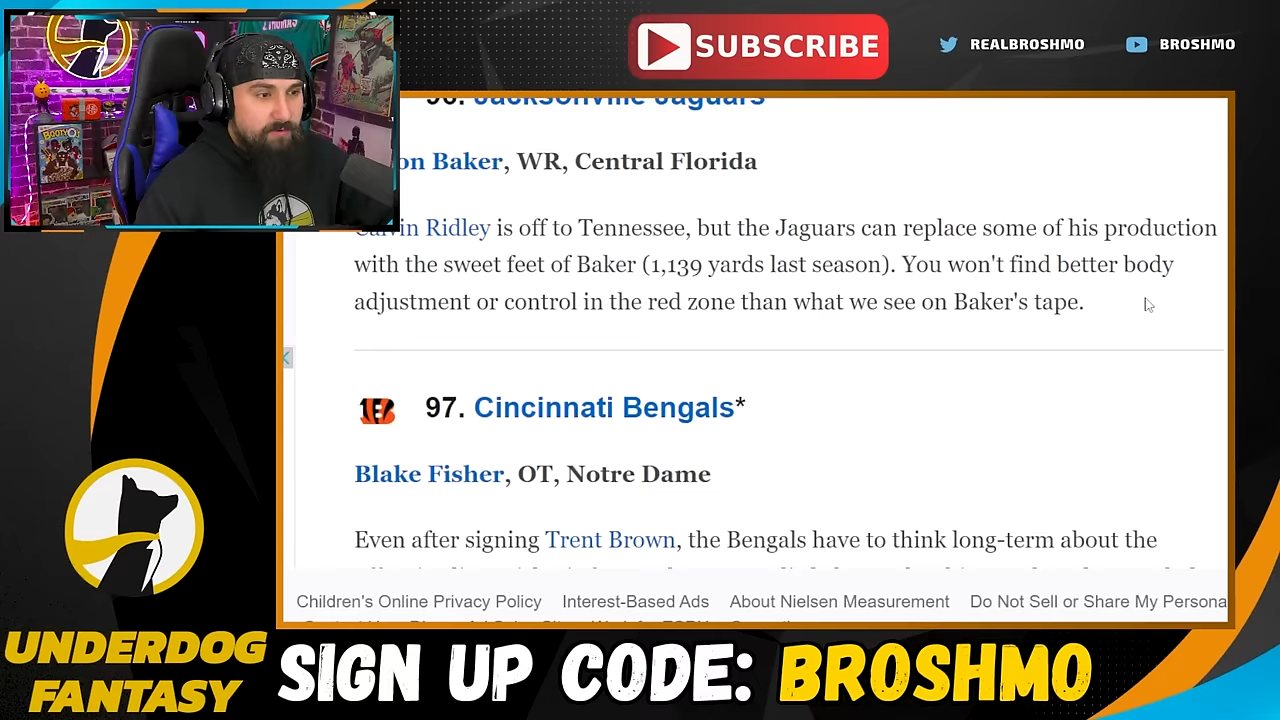 SUBSCRIBE
REALBROSHMO
BROSHMO
96. Jacksonville Jaguars
on Baker, WR, Central Florida
Calvin Ridley is off to Tennessee, but the Jaguars can replace some of his production
with the sweet feet of Baker (1,139 yards last season). You won't find better body
adjustment or control in the red zone than what we see on Baker's tape.
97. Cincinnati Bengals*
Blake Fisher, OT, Notre Dame
Even after signing Trent Brown, the Bengals have to think long-term about the
Children's Online Privacy Policy
Interest-Based Ads
About Nielsen Measurement
Do Not Sell or Share My Persona
UNDERDOG
FANTASY
SIGN UP CODE: BROSHMO